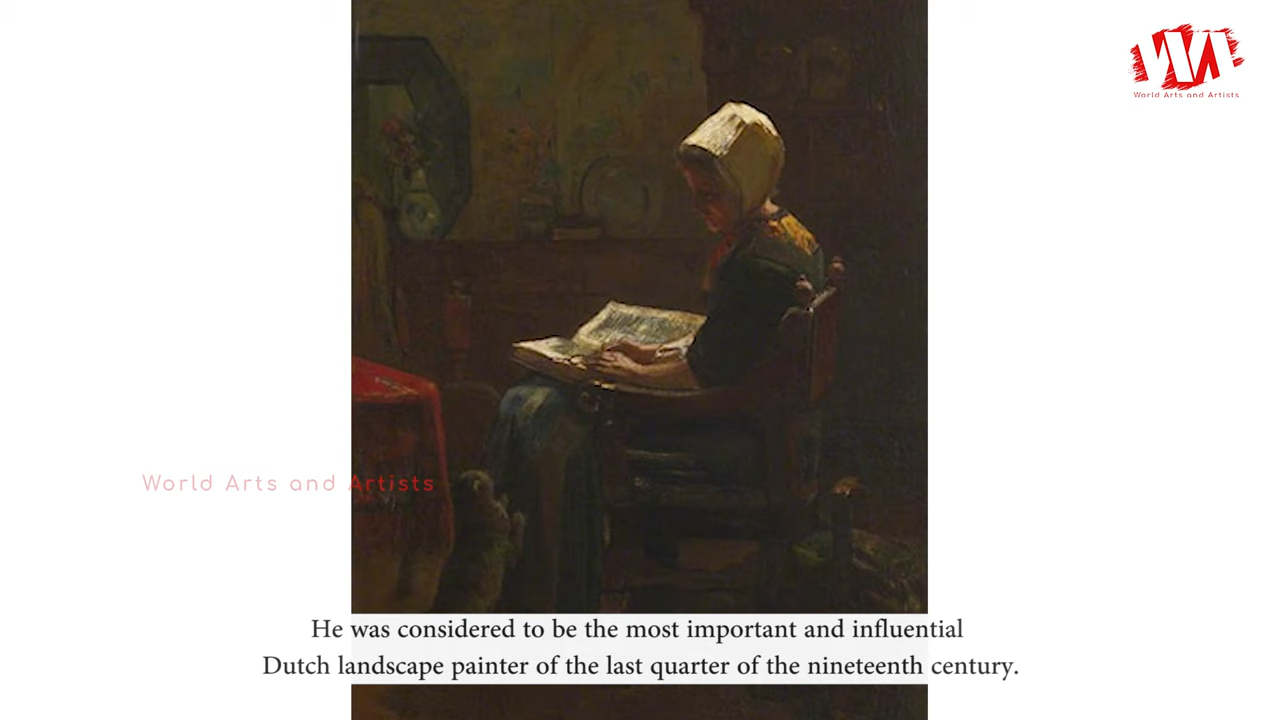 World Arts and Artists
World Arts and Artists
He was considered to be the most important and influential
Dutch landscape painter of the last quarter of the nineteenth century.